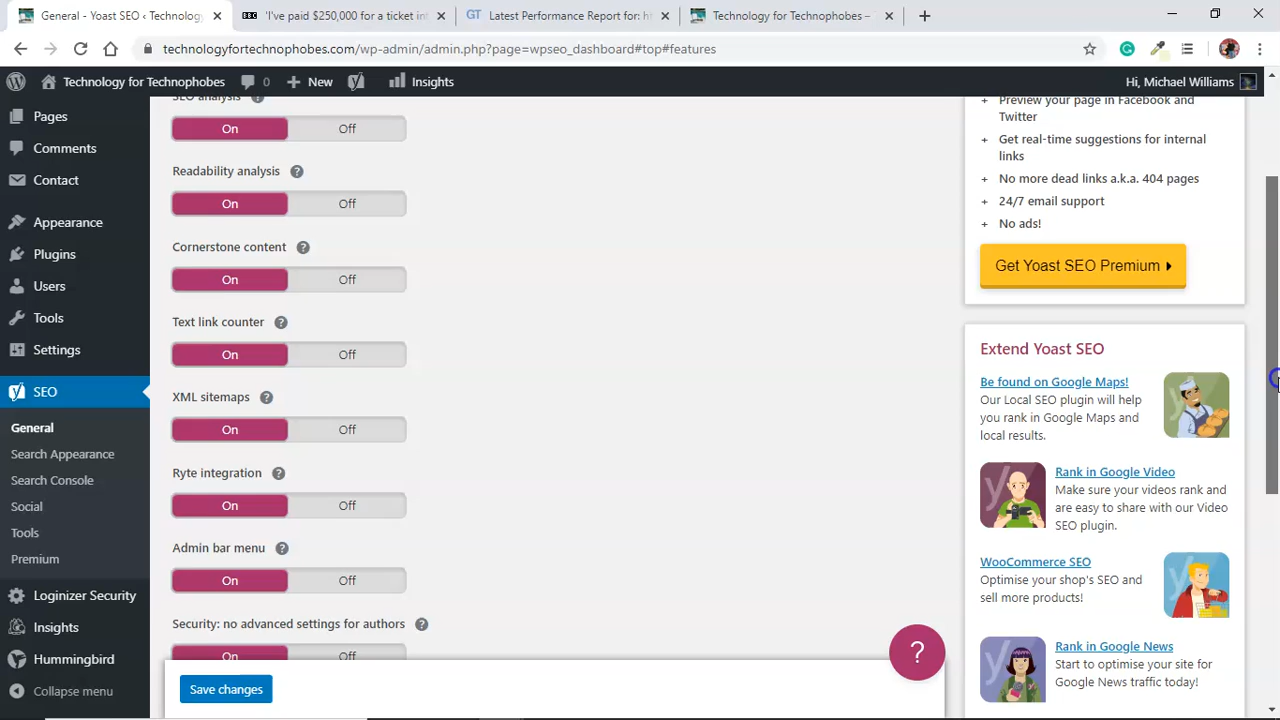 General - Yoast SEO ‹ Technology
'I've paid $250,000 for a ticket int
Latest Performance Report for: ht
Technology for Technophobes –
technologyfortechnophobes.com/wp-admin/admin.php?page=wpseo_dashboard#top#features
Technology for Technophobes
0
New
Insights
Hi, Michael Williams
Pages
Comments
Contact
Appearance
Plugins
Users
Tools
Settings
SEO
General
Search Appearance
Search Console
Social
Tools
Premium
Loginizer Security
Insights
Hummingbird
Collapse menu
SEO analysis
On Off
Readability analysis
On Off
Cornerstone content
On Off
Text link counter
On Off
XML sitemaps
On Off
Ryte integration
On Off
Admin bar menu
On Off
Security: no advanced settings for authors
On Off
Save changes
?
+ Preview your page in Facebook and
Twitter
+ Get real-time suggestions for internal
links
+ No more dead links a.k.a. 404 pages
+ 24/7 email support
+ No ads!
Get Yoast SEO Premium
Extend Yoast SEO
Be found on Google Maps!
Our Local SEO plugin will help
you rank in Google Maps and
local results.
Rank in Google Video
Make sure your videos rank and
are easy to share with our Video
SEO plugin.
WooCommerce SEO
Optimise your shop's SEO and
sell more products!
Rank in Google News
Start to optimise your site for
Google News traffic today!